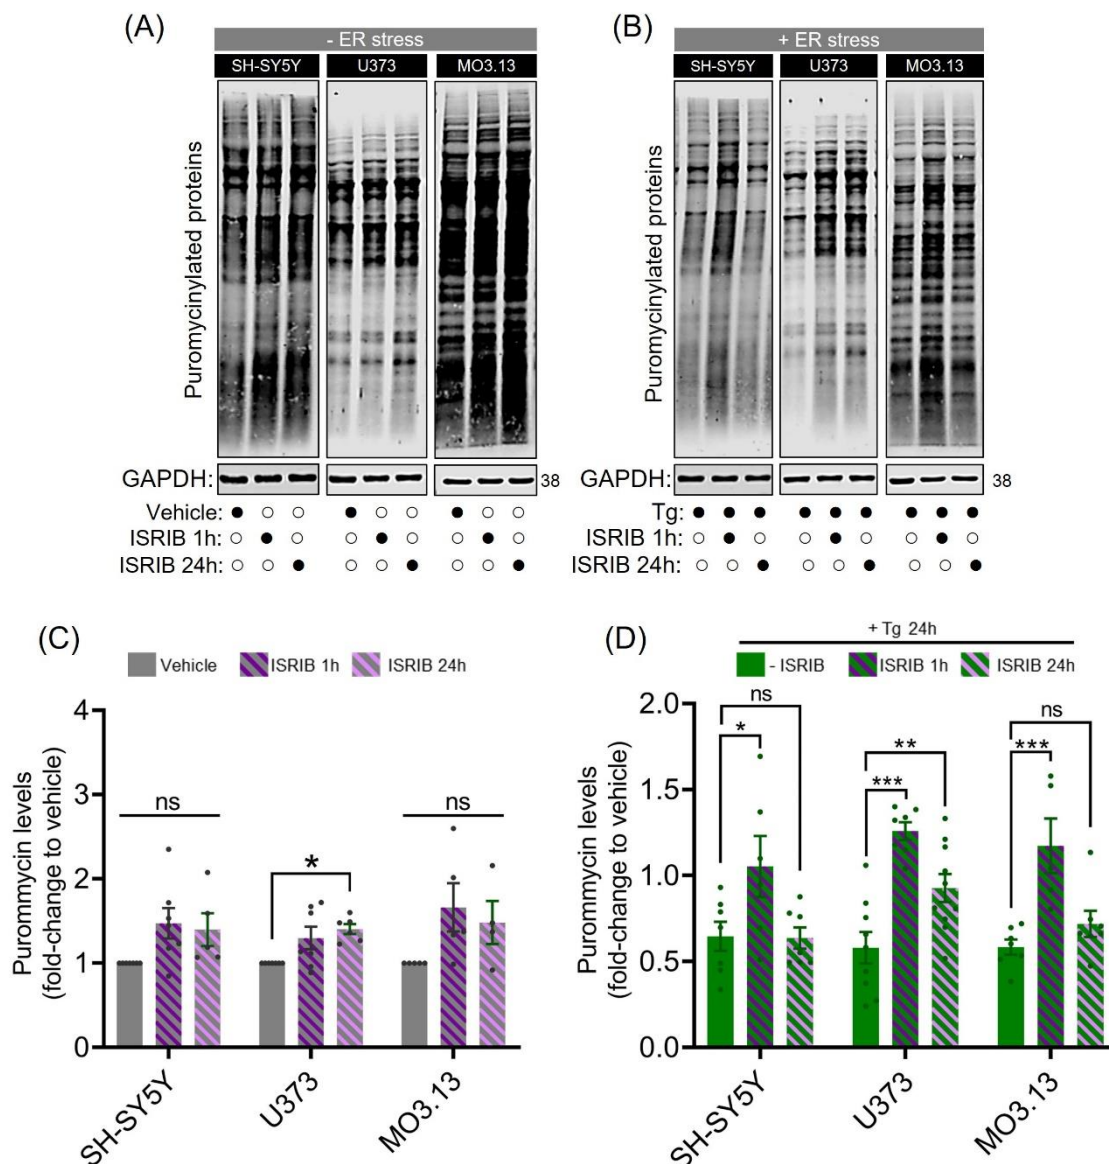 (A)
- ER stress
SH-SY5Y U373 MO3.13
Puromycinylated proteins
GAPDH: 38
Vehicle:
ISRIB 1h:
ISRIB 24h:
(B)
+ ER stress
SH-SY5Y U373 MO3.13
Puromycinylated proteins
GAPDH: 38
Tg:
ISRIB 1h:
ISRIB 24h:
(C)
Vehicle ISRIB 1h ISRIB 24h
Purommycin levels
(fold-change to vehicle)
4
3
2
1
0
ns * ns
SH-SY5Y U373 MO3.13
(D)
+ Tg 24h
- ISRIB ISRIB 1h ISRIB 24h
Purommycin levels
(fold-change to vehicle)
2.0
1.5
1.0
0.5
0.0
ns ns
* ** ***
***
SH-SY5Y U373 MO3.13